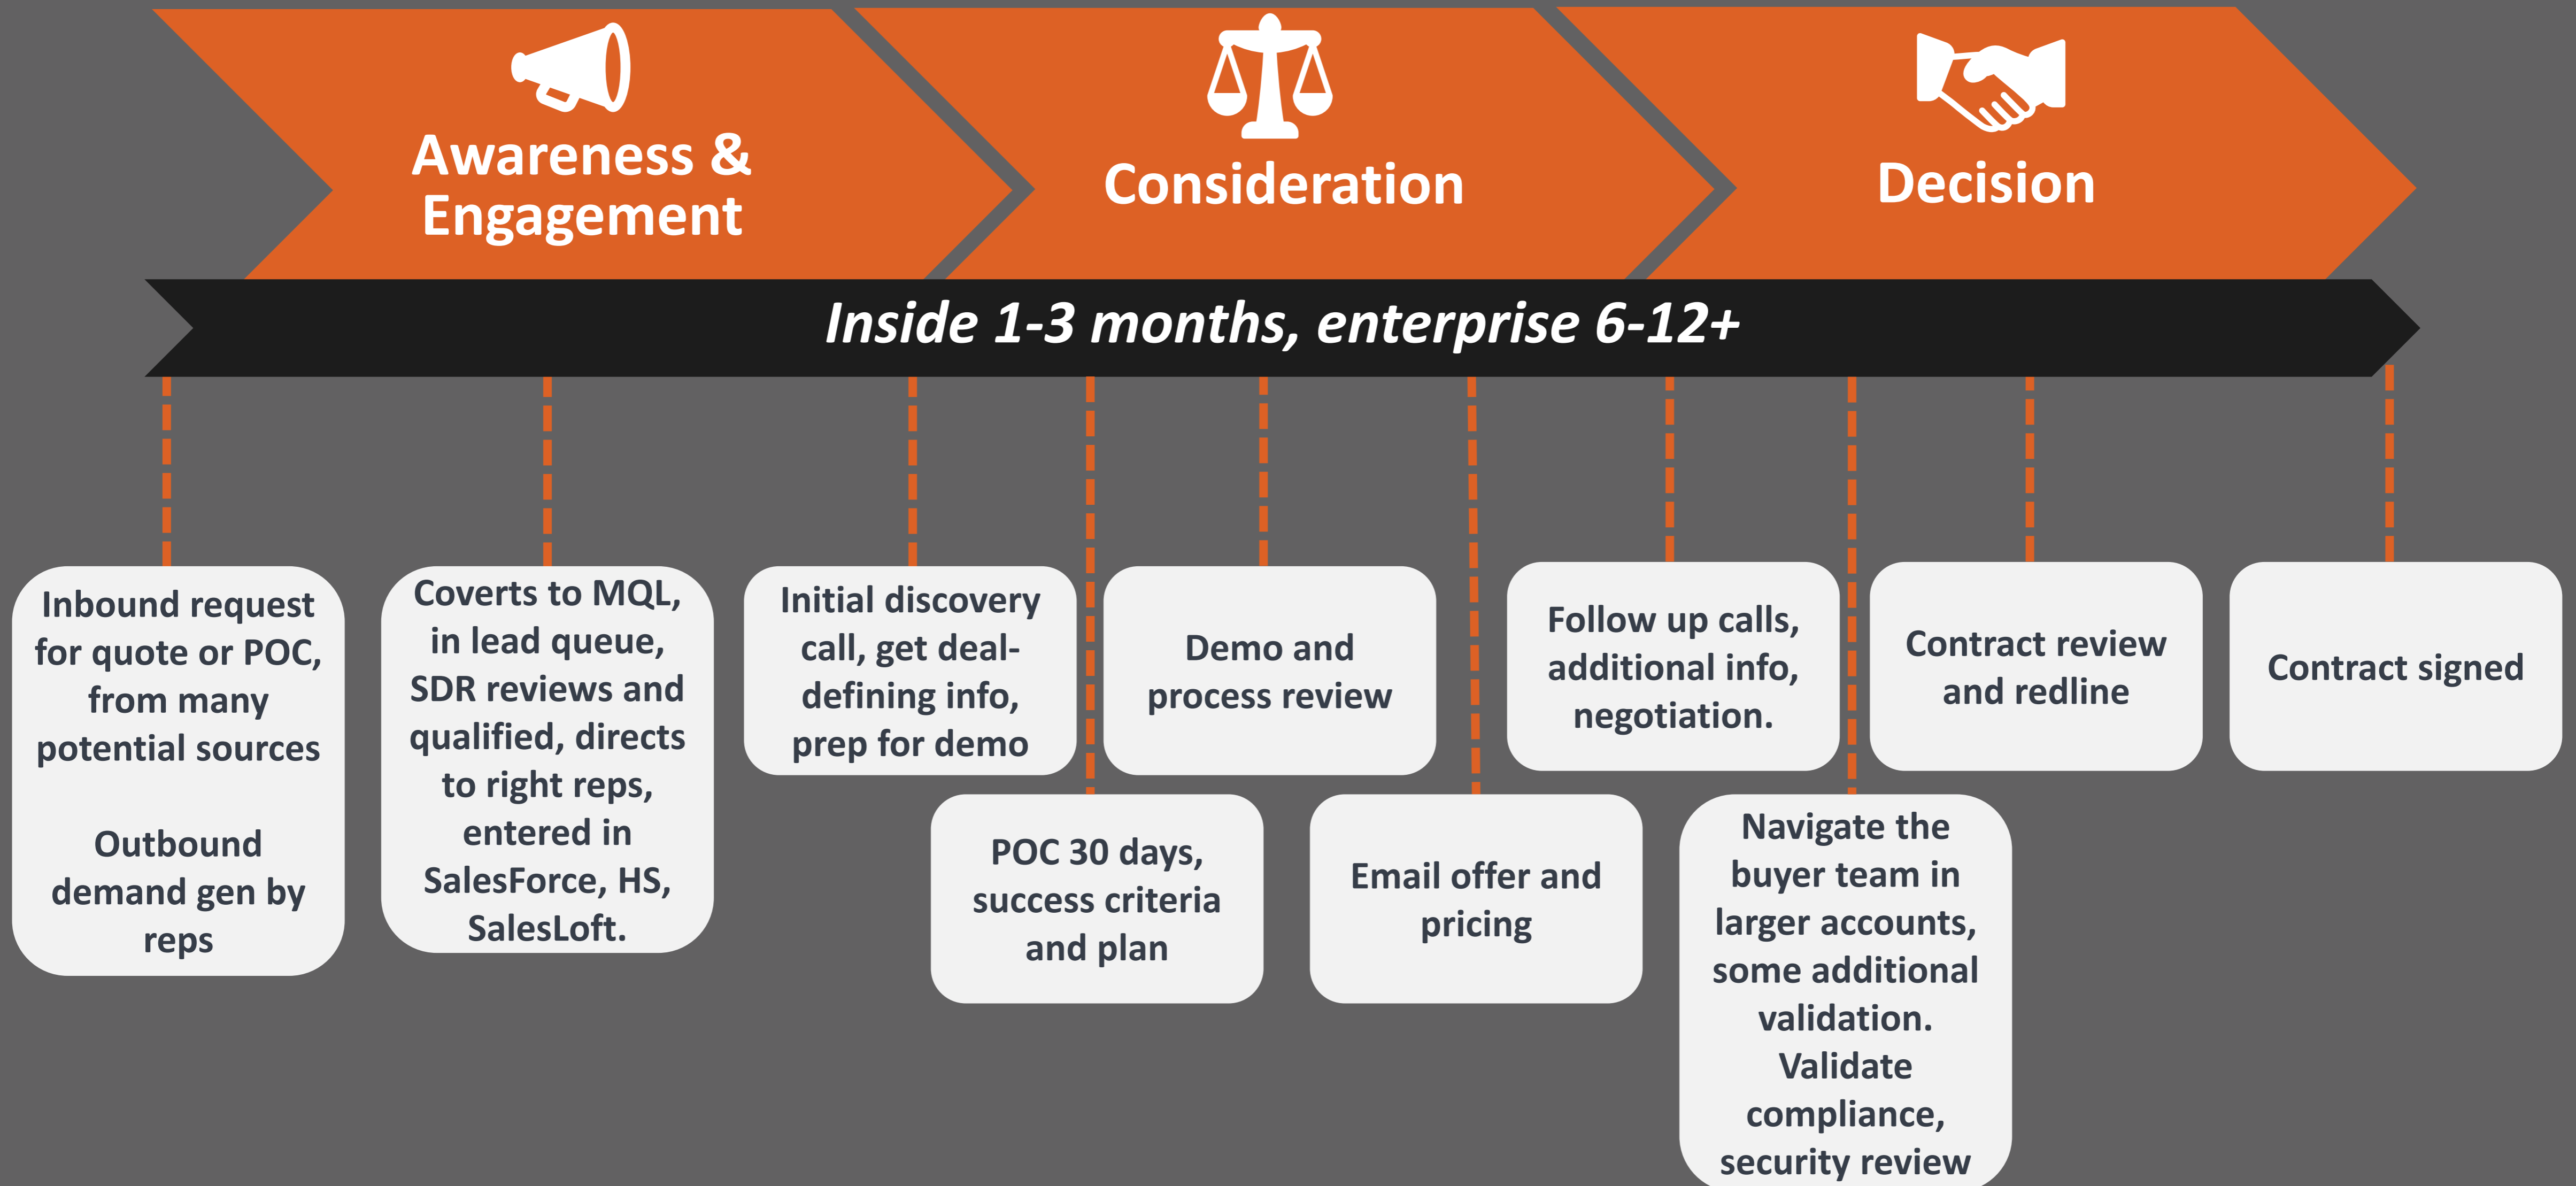 Awareness &
Engagement
Consideration
Decision
Inside 1-3 months, enterprise 6-12+
Inbound request
for quote or POC,
from many
potential sources
Outbound
demand gen by
reps
Coverts to MQL,
in lead queue,
SDR reviews and
qualified, directs
to right reps,
entered in
SalesForce, HS,
SalesLoft.
Initial discovery
call, get deal-
defining info,
prep for demo
POC 30 days,
success criteria
and plan
Demo and
process review
Email offer and
pricing
Follow up calls,
additional info,
negotiation.
Navigate the
buyer team in
larger accounts,
some additional
validation.
Validate
compliance,
security review
Contract review
and redline
Contract signed